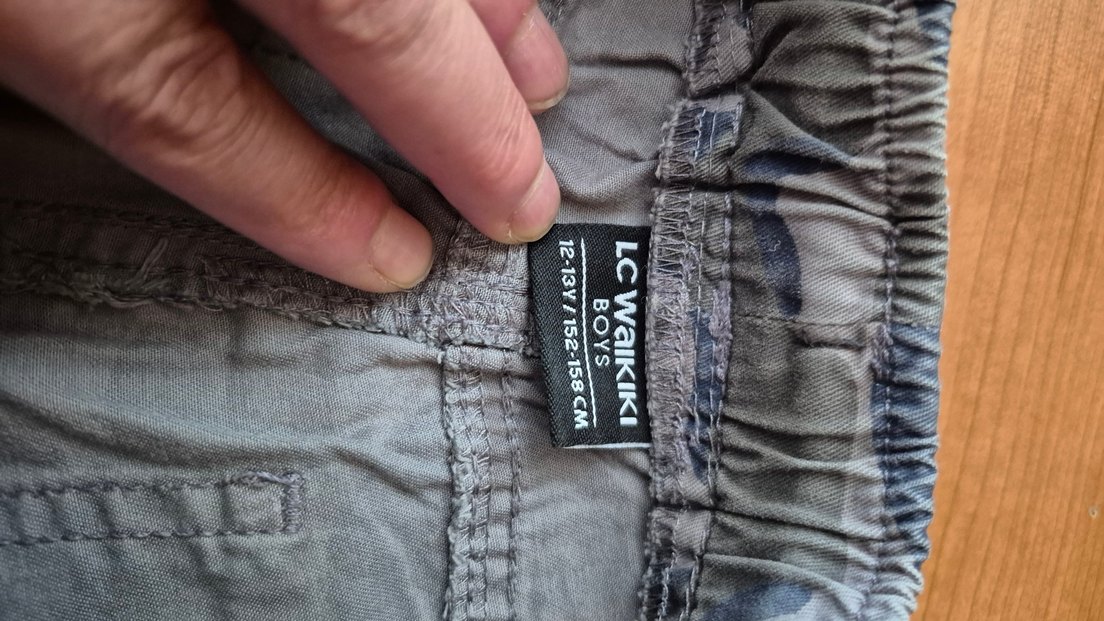 LC WAIKIKI
BOYS
12-13Y / 152-158 CM